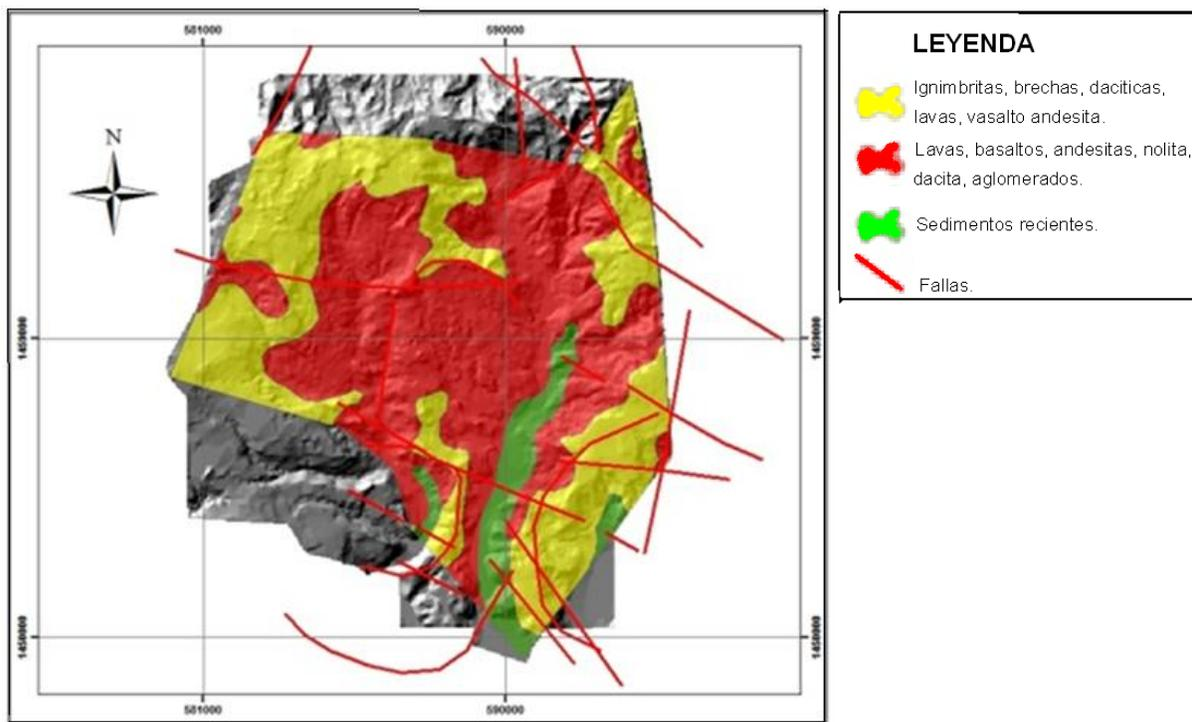 581000 590000
N
1459000 1459000
1450000 1450000
581000 590000
LEYENDA
Ignimbritas, brechas, daciticas,
lavas, vasalto andesita.
Lavas, basaltos, andesitas, nolita,
dacita, aglomerados.
Sedimentos recientes.
Fallas.